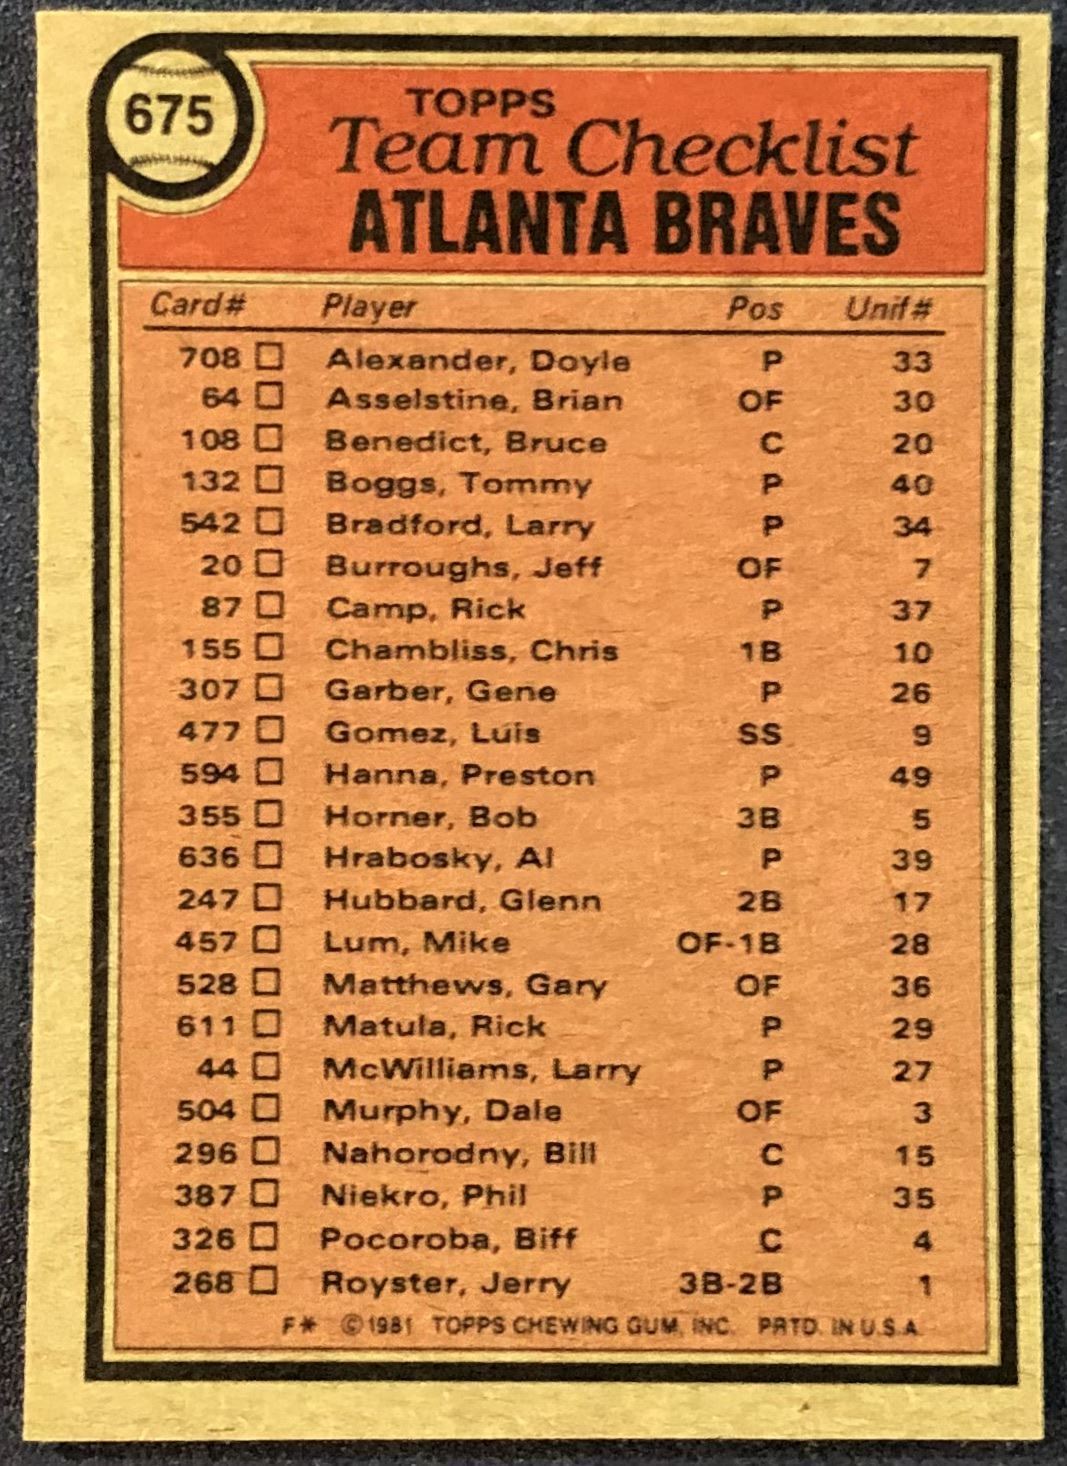 675
TOPPS
Team Checklist
ATLANTA BRAVES
Card# Player Pos Unif#
708 □ Alexander, Doyle P 33
64 □ Asselstine, Brian OF 30
108 □ Benedict, Bruce C 20
132 □ Boggs, Tommy P 40
542 □ Bradford, Larry P 34
20 □ Burroughs, Jeff OF 7
87 □ Camp, Rick P 37
155 □ Chambliss, Chris 1B 10
307 □ Garber, Gene P 26
477 □ Gomez, Luis SS 9
594 □ Hanna, Preston P 49
355 □ Horner, Bob 3B 5
636 □ Hrabosky, Al P 39
247 □ Hubbard, Glenn 2B 17
457 □ Lum, Mike OF-1B 28
528 □ Matthews, Gary OF 36
611 □ Matula, Rick P 29
44 □ McWilliams, Larry P 27
504 □ Murphy, Dale OF 3
296 □ Nahorodny, Bill C 15
387 □ Niekro, Phil P 35
326 □ Pocoroba, Biff C 4
268 □ Royster, Jerry 3B-2B 1
F* ©1981 TOPPS CHEWING GUM, INC. PRTD. IN U.S.A.